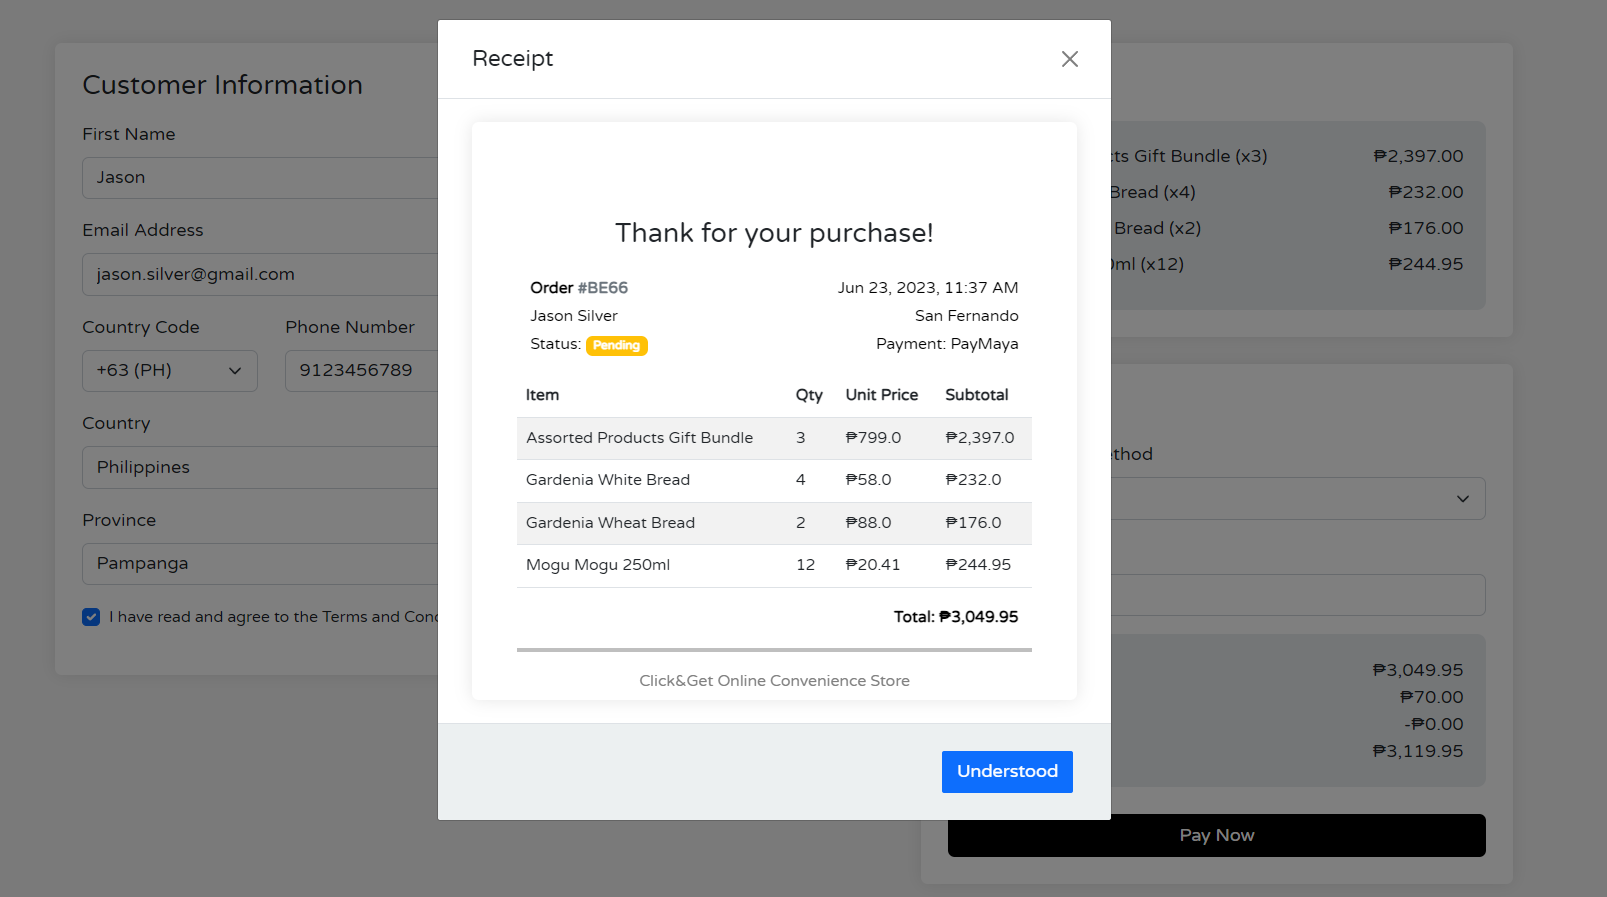 Receipt
Thank for your purchase!
Order #BE66
Jun 23, 2023, 11:37 AM
Jason Silver
San Fernando
Status: Pending
Payment: PayMaya
Item Qty Unit Price Subtotal
Assorted Products Gift Bundle 3 ₱799.0 ₱2,397.0
Gardenia White Bread 4 ₱58.0 ₱232.0
Gardenia Wheat Bread 2 ₱88.0 ₱176.0
Mogu Mogu 250ml 12 ₱20.41 ₱244.95
Total: ₱3,049.95
Click&Get Online Convenience Store
Understood
Customer Information
First Name
Jason
Email Address
jason.silver@gmail.com
Country Code Phone Number
+63 (PH) 9123456789
Country
Philippines
Province
Pampanga
I have read and agree to the Terms and
Gift Bundle (x3) ₱2,397.00
Bread (x4) ₱232.00
Bread (x2) ₱176.00
(x12) ₱244.95
₱3,049.95
₱70.00
-₱0.00
₱3,119.95
Pay Now